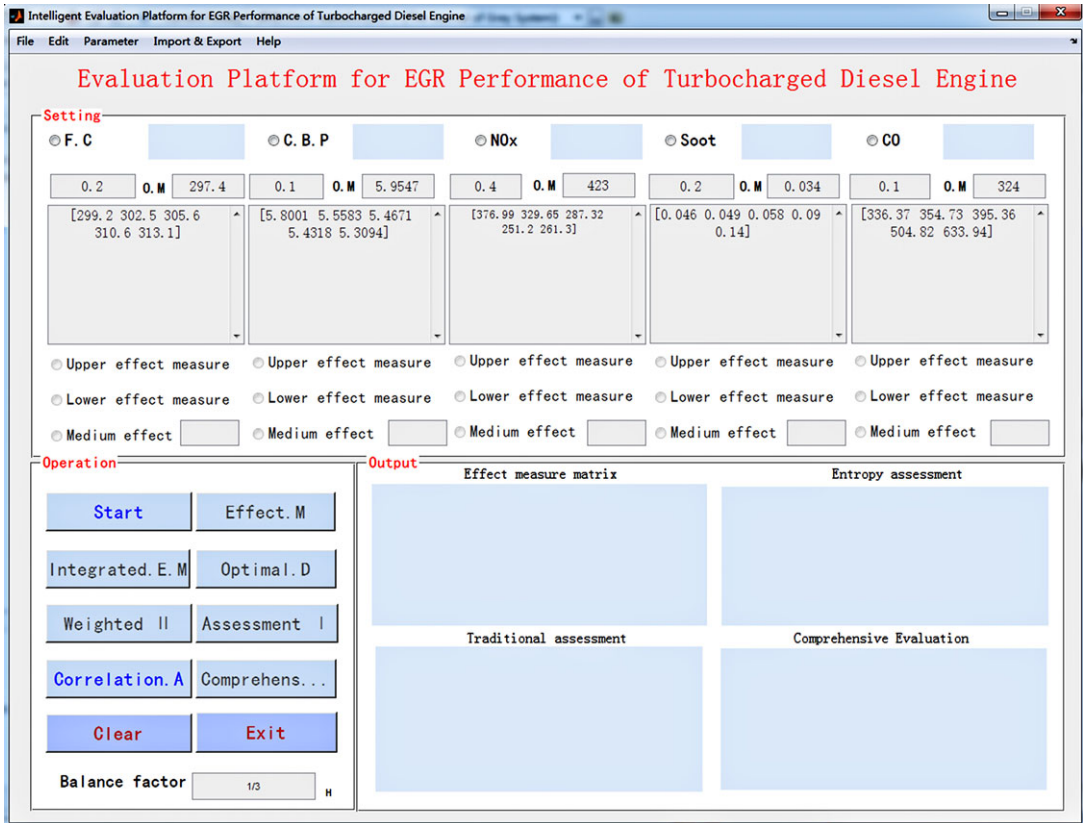 Intelligent Evaluation Platform for EGR Performance of Turbocharged Diesel Engine
File Edit Parameter Import & Export Help
Evaluation Platform for EGR Performance of Turbocharged Diesel Engine
Setting
F.C C.B.P NOx Soot CO
0.2 O.M 297.4 0.1 O.M 5.9547 0.4 O.M 423 0.2 O.M 0.034 0.1 O.M 324
[299.2 302.5 305.6 [5.8001 5.5583 5.4671 [376.99 329.65 287.32 [0.046 0.049 0.058 0.09 [336.37 354.73 395.36
310.6 313.1] 5.4318 5.3094] 251.2 261.3] 0.14] 504.82 633.94]
Upper effect measure Upper effect measure Upper effect measure Upper effect measure Upper effect measure
Lower effect measure Lower effect measure Lower effect measure Lower effect measure Lower effect measure
Medium effect Medium effect Medium effect Medium effect Medium effect
Operation
Start Effect.M
Integrated.E.M Optimal.D
Weighted II Assessment I
Correlation.A Comprehens...
Clear Exit
Balance factor 1/3 H
Output
Effect measure matrix Entropy assessment
Traditional assessment Comprehensive Evaluation